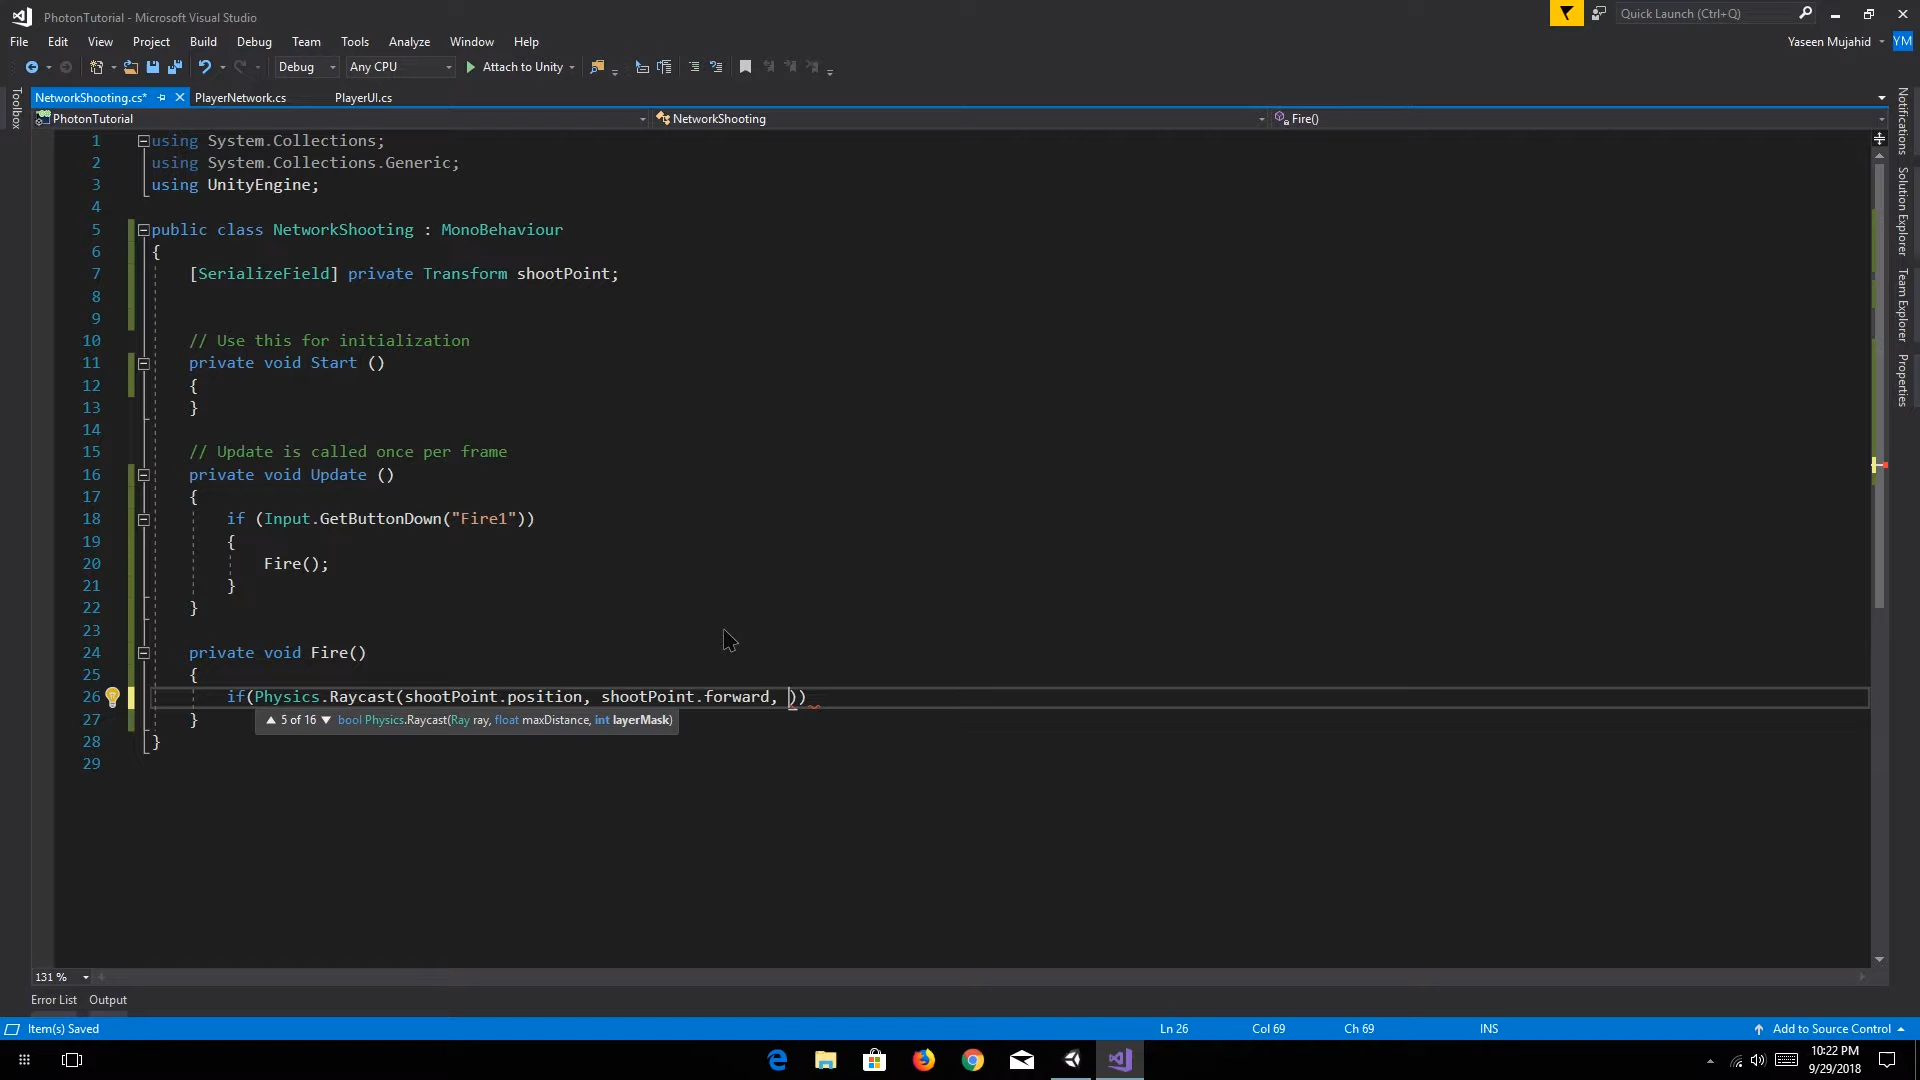 PhotonTutorial - Microsoft Visual Studio
Quick Launch (Ctrl+Q)
File Edit View Project Build Debug Team Tools Analyze Window Help
Yaseen Mujahid YM
Debug Any CPU Attach to Unity
NetworkShooting.cs* PlayerNetwork.cs PlayerUI.cs
PhotonTutorial NetworkShooting Fire()
Toolbox
Notifications
Solution Explorer
Team Explorer
Properties
1 using System.Collections;
2 using System.Collections.Generic;
3 using UnityEngine;
4
5 public class NetworkShooting : MonoBehaviour
6 {
7 [SerializeField] private Transform shootPoint;
8
9
10 // Use this for initialization
11 private void Start ()
12 {
13 }
14
15 // Update is called once per frame
16 private void Update ()
17 {
18 if (Input.GetButtonDown("Fire1"))
19 {
20 Fire();
21 }
22 }
23
24 private void Fire()
25 {
26 if(Physics.Raycast(shootPoint.position, shootPoint.forward, ))
27 }
▲ 5 of 16 ▼ bool Physics.Raycast(Ray ray, float maxDistance, int layerMask)
28 }
29
131 %
Error List Output
Item(s) Saved Ln 26 Col 69 Ch 69 INS Add to Source Control
10:22 PM
9/29/2018